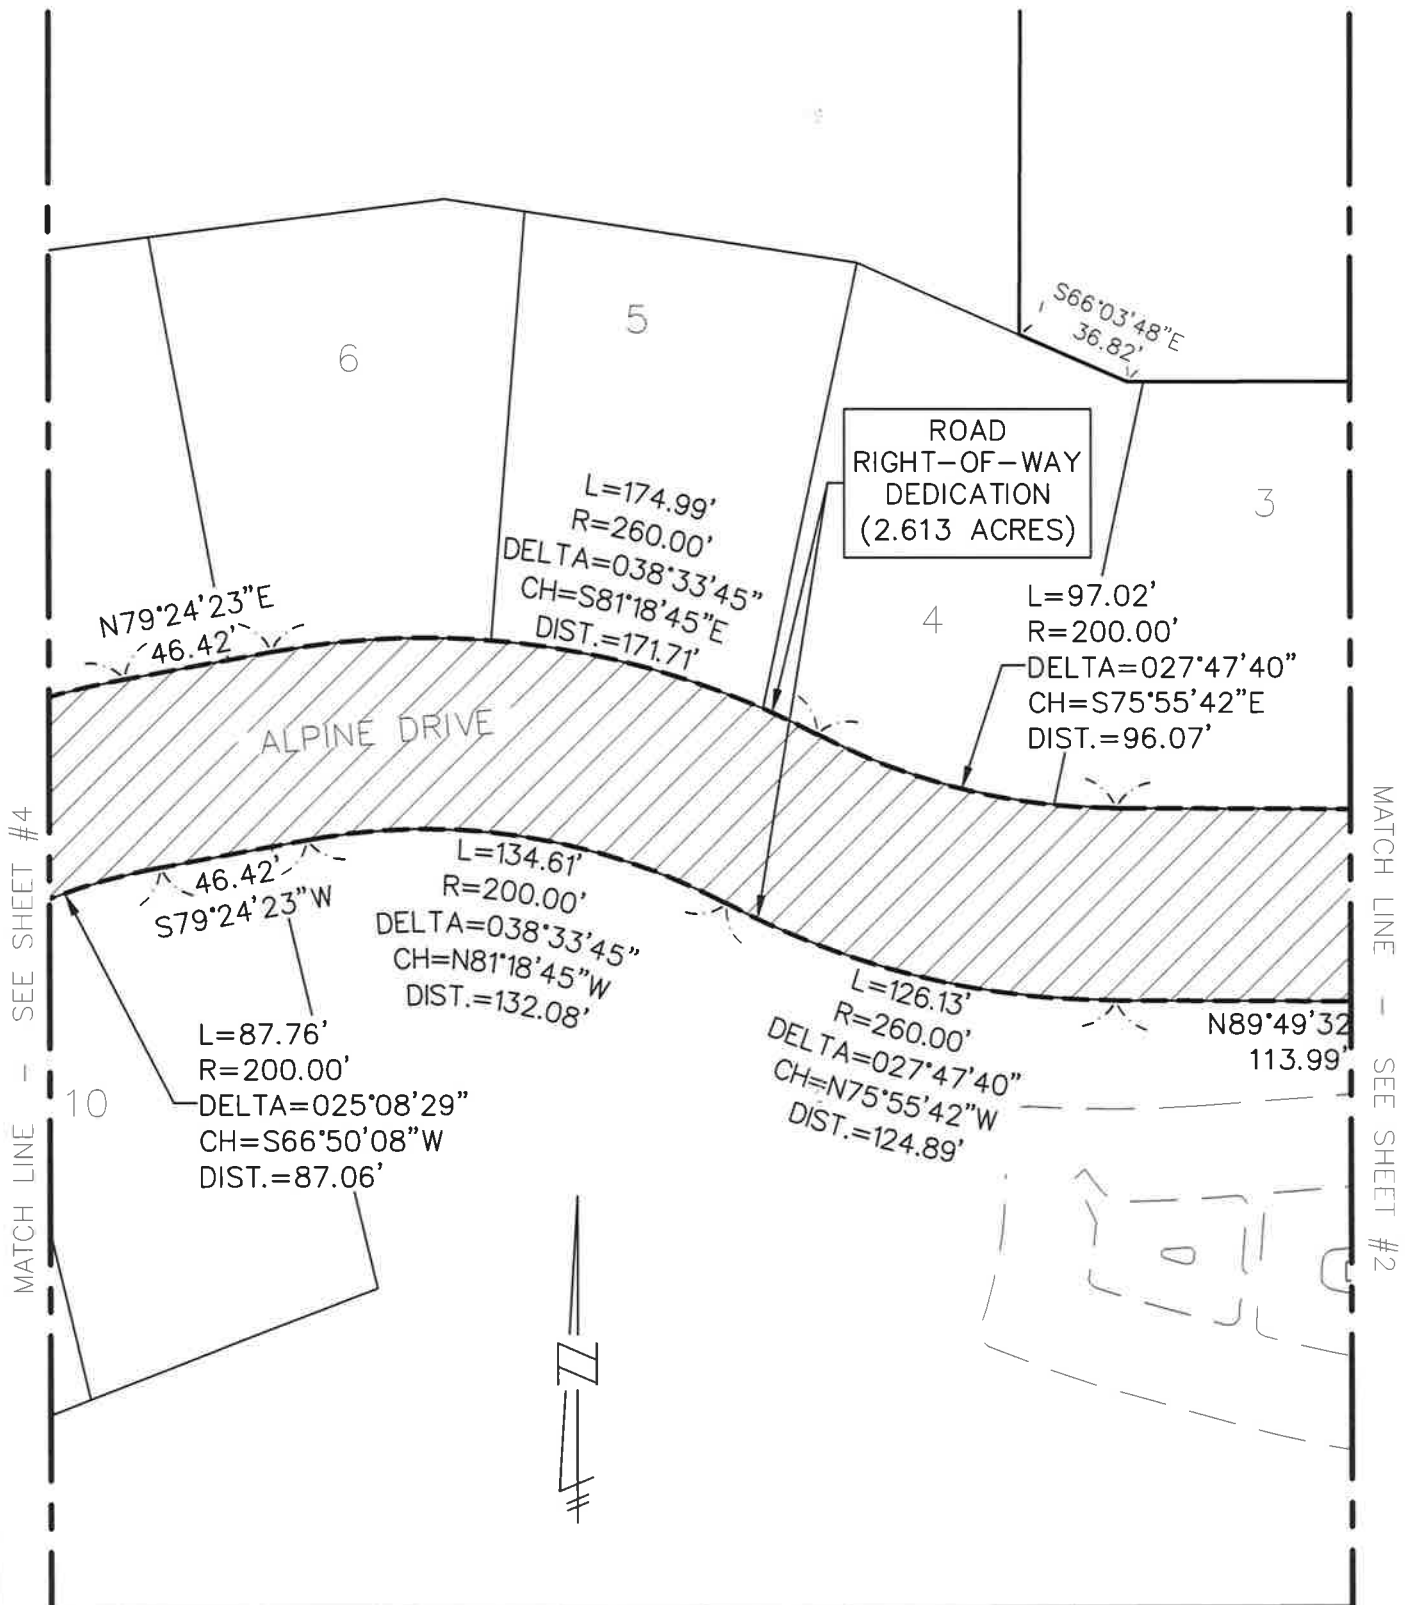 S66°03'48"E
36.82'
5
6
ROAD
RIGHT-OF-WAY
DEDICATION
(2.613 ACRES)
3
L=174.99'
R=260.00'
DELTA=038°33'45"
CH=S81°18'45"E
DIST.=171.71'
L=97.02'
R=200.00'
DELTA=027°47'40"
CH=S75°55'42"E
DIST.=96.07'
4
N79°24'23"E
46.42'
ALPINE DRIVE
46.42'
S79°24'23"W
L=134.61'
R=200.00'
DELTA=038°33'45"
CH=N81°18'45"W
DIST.=132.08'
L=126.13'
R=260.00'
DELTA=027°47'40"
CH=N75°55'42"W
DIST.=124.89'
N89°49'32
113.99'
L=87.76'
R=200.00'
DELTA=025°08'29"
CH=S66°50'08"W
DIST.=87.06'
10
MATCH LINE - SEE SHEET #4
MATCH LINE - SEE SHEET #2
N